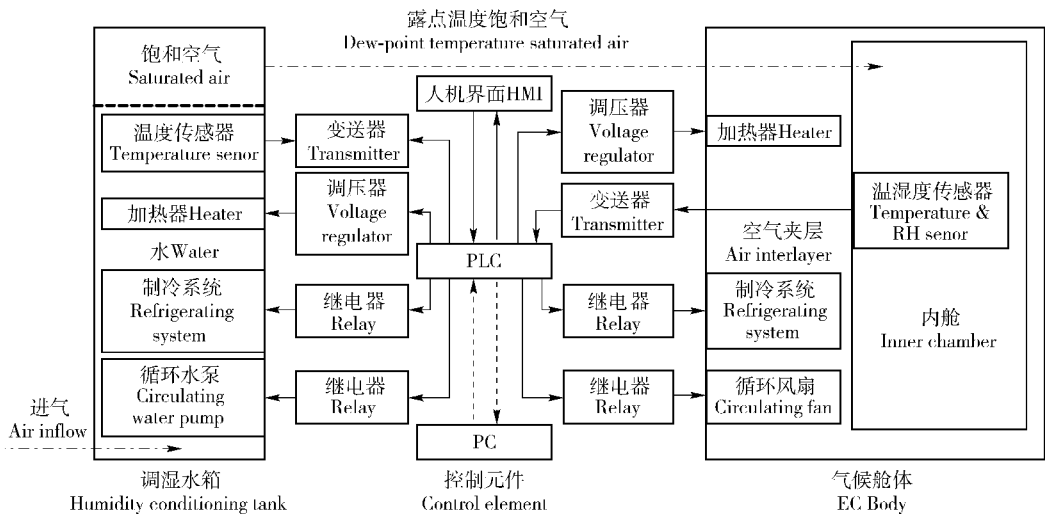 露点温度饱和空气
Dew-point temperature saturated air
饱和空气
Saturated air
温度传感器
Temperature senor
加热器Heater
水Water
制冷系统
Refrigerating
system
循环水泵
Circulating
water pump
进气
Air inflow
调湿水箱
Humidity conditioning tank
变送器
Transmitter
调压器
Voltage
regulator
继电器
Relay
继电器
Relay
人机界面HMI
PLC
PC
控制元件
Control element
调压器
Voltage
regulator
变送器
Transmitter
继电器
Relay
继电器
Relay
加热器Heater
空气夹层
Air interlayer
制冷系统
Refrigerating
system
循环风扇
Circulating fan
温湿度传感器
Temperature &
RH senor
内舱
Inner chamber
气候舱体
EC Body